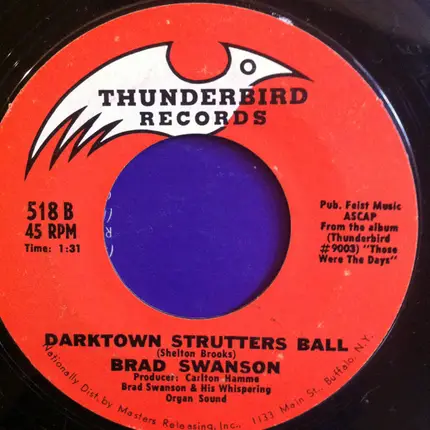 THUNDERBIRD
RECORDS
518 B
45 RPM
Time: 1:31
Pub. Feist Music
ASCAP
From the album
(Thunderbird
#9003) "Those
Were The Days"
DARKTOWN STRUTTERS BALL
(Shelton Brooks)
BRAD SWANSON
Producer: Carlton Hamme
Brad Swanson & His Whispering
Organ Sound
Nationally Dist. by Masters Releasing, Inc., 1133 Main St., Buffalo, N.Y.